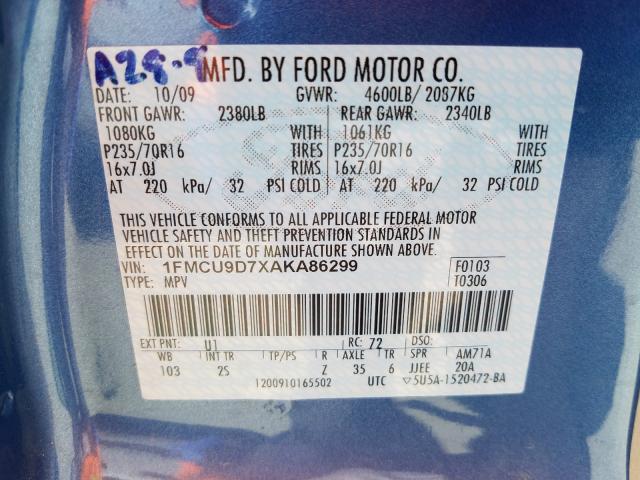 A28-9 MFD. BY FORD MOTOR CO.
DATE: 10/09 GVWR: 4600LB/ 2087KG
FRONT GAWR: 2380LB REAR GAWR: 2340LB
1080KG WITH 1061KG WITH
P235/70R16 TIRES P235/70R16 TIRES
16x7.0J RIMS 16x7.0J RIMS
AT 220 kPa/ 32 PSI COLD AT 220 kPa/ 32 PSI COLD
THIS VEHICLE CONFORMS TO ALL APPLICABLE FEDERAL MOTOR
VEHICLE SAFETY AND THEFT PREVENTION STANDARDS IN
EFFECT ON THE DATE OF MANUFACTURE SHOWN ABOVE.
VIN: 1FMCU9D7XAKA86299 F0103
TYPE: MPV T0306
EXT PNT: U1 RC: 72 DSO:
WB INT TR TP/PS R AXLE TR SPR AM71A
103 2S Z 35 6 JJEE 20A
1200910165502 UTC ▽5U5A-1520472-BA